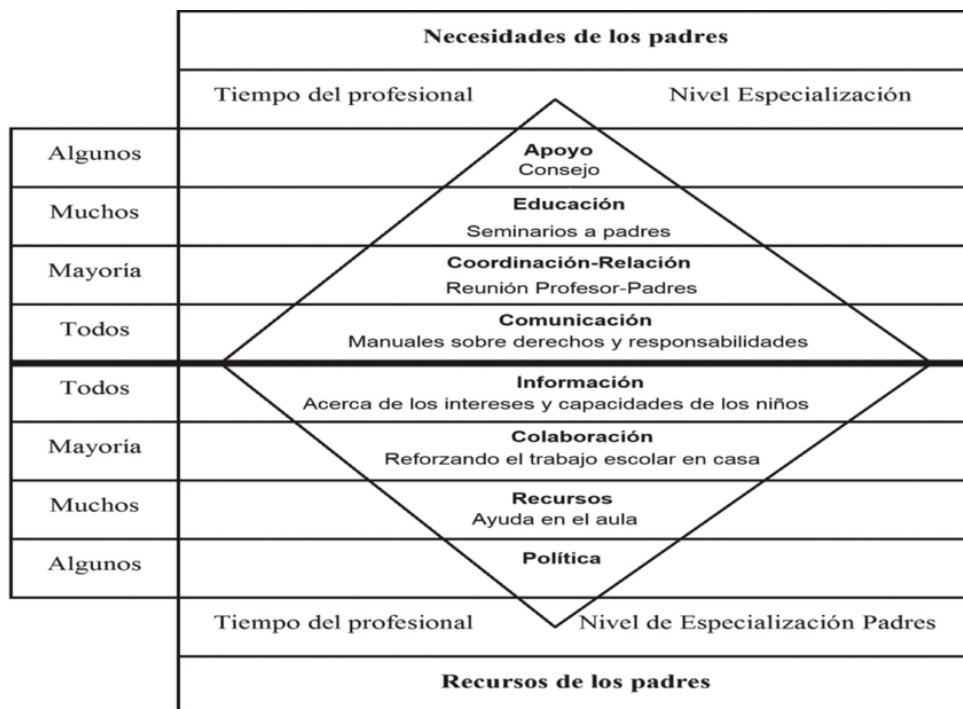 Necesidades de los padres
Tiempo del profesional Nivel Especialización
Algunos Apoyo
Consejo
Muchos Educación
Seminarios a padres
Mayoría Coordinación-Relación
Reunión Profesor-Padres
Todos Comunicación
Manuales sobre derechos y responsabilidades
Todos Información
Acerca de los intereses y capacidades de los niños
Mayoría Colaboración
Reforzando el trabajo escolar en casa
Muchos Recursos
Ayuda en el aula
Algunos Política
Tiempo del profesional Nivel de Especialización Padres
Recursos de los padres